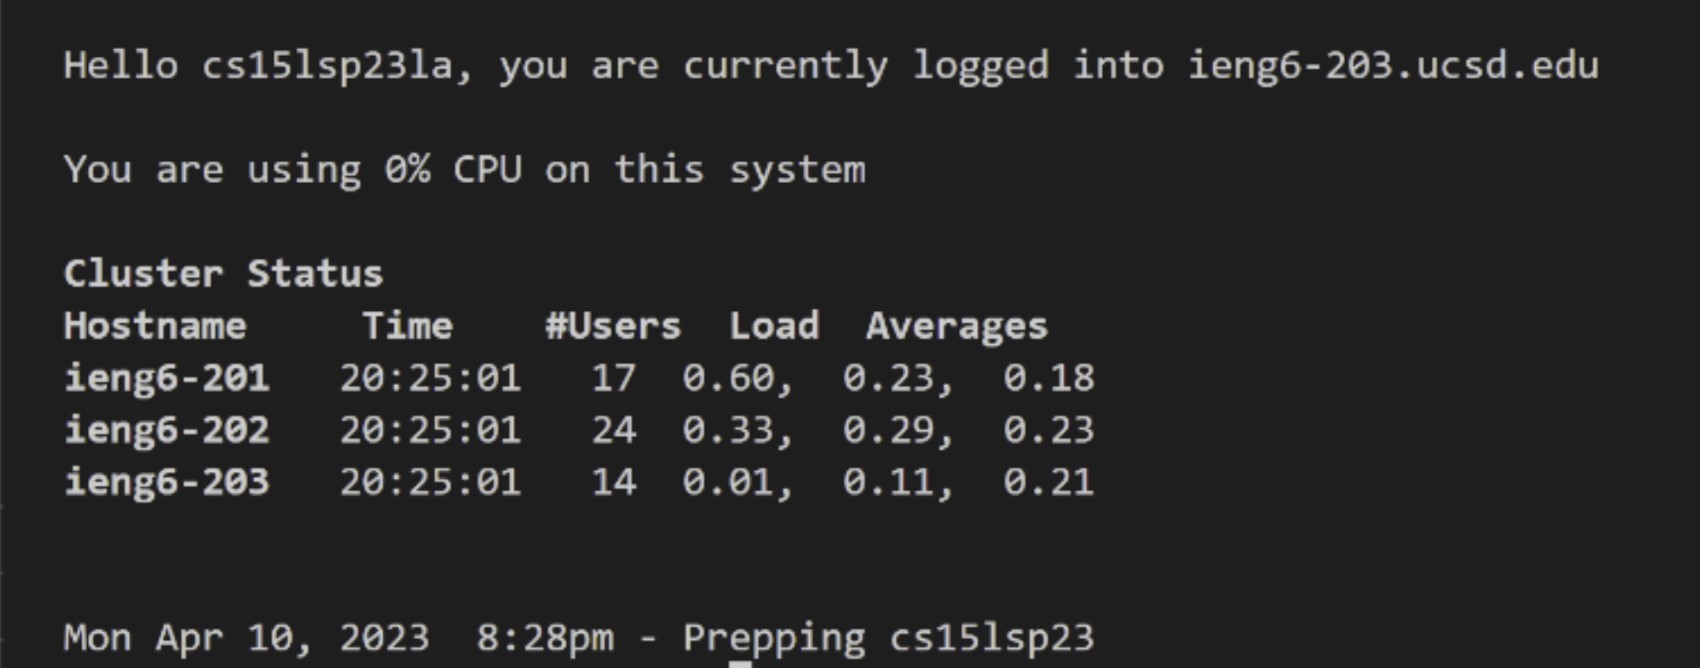 Hello cs15lsp23la, you are currently logged into ieng6-203.ucsd.edu
You are using 0% CPU on this system
Cluster Status
Hostname     Time    #Users  Load  Averages
ieng6-201   20:25:01   17  0.60,  0.23,  0.18
ieng6-202   20:25:01   24  0.33,  0.29,  0.23
ieng6-203   20:25:01   14  0.01,  0.11,  0.21
Mon Apr 10, 2023  8:28pm - Prepping cs15lsp23